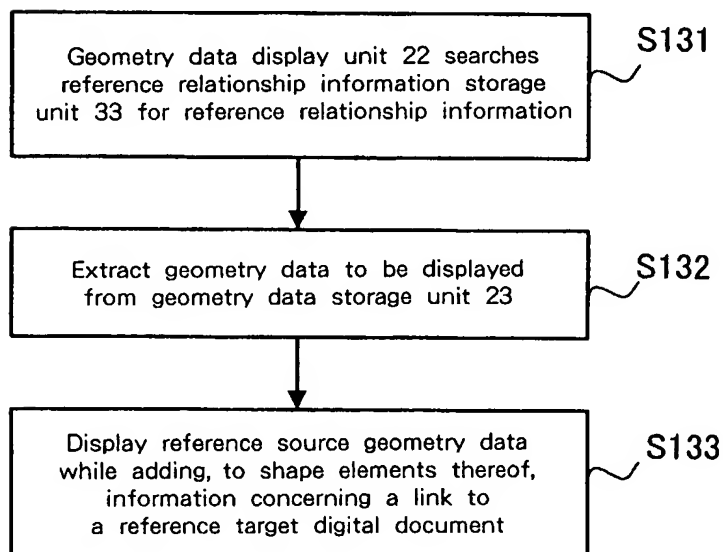 Geometry data display unit 22 searches
reference relationship information storage
unit 33 for reference relationship information
S131
Extract geometry data to be displayed
from geometry data storage unit 23
S132
Display reference source geometry data
while adding, to shape elements thereof,
information concerning a link to
a reference target digital document
S133